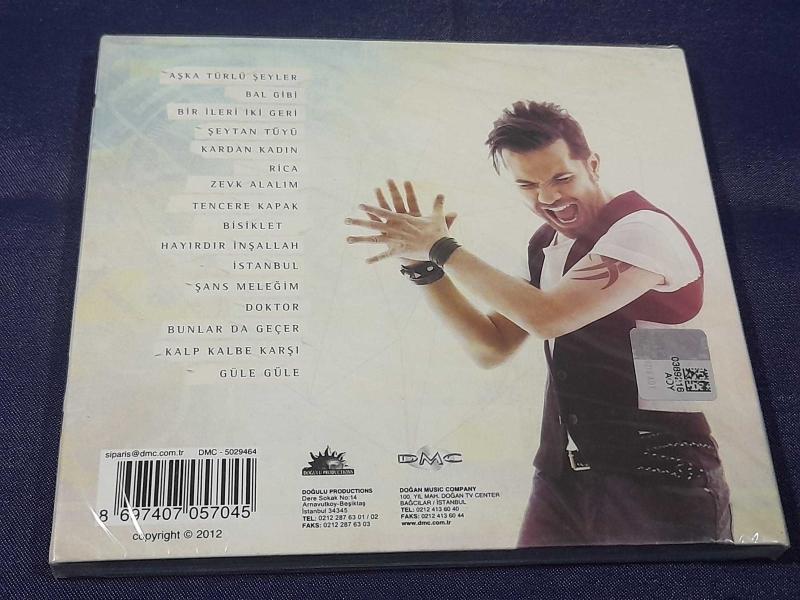 AŞKA TÜRLÜ ŞEYLER
BAL GİBİ
BİR İLERİ İKİ GERİ
ŞEYTAN TÜYÜ
KARDAN KADIN
RİCA
ZEVK ALALIM
TENCERE KAPAK
BİSİKLET
HAYIRDIR İNŞALLAH
İSTANBUL
ŞANS MELEĞİM
DOKTOR
BUNLAR DA GEÇER
KALP KALBE KARŞI
GÜLE GÜLE
siparis@dmc.com.tr DMC - 5029464
8 697407 057045
copyright © 2012
DOĞULU PRODUCTIONS
DOĞULU PRODUCTIONS
Dere Sokak No:14
Arnavutköy-Beşiktaş
İstanbul 34345
TEL: 0212 287 63 01 / 02
FAKS: 0212 287 63 03
DMC
DOĞAN MUSIC COMPANY
100. YIL MAH. DOĞAN TV CENTER
BAĞCILAR / İSTANBUL
TEL: 0212 413 60 40
FAKS: 0212 413 60 44
www.dmc.com.tr